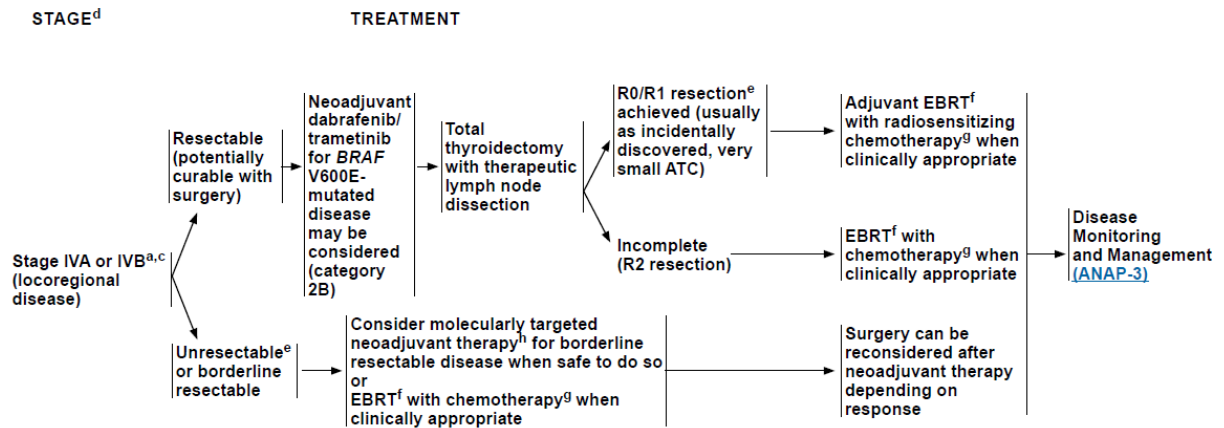 STAGEᵈ
TREATMENT
Stage IVA or IVBᵃ,ᶜ
(locoregional
disease)
Resectable
(potentially
curable with
surgery)
Neoadjuvant
dabrafenib/
trametinib
for BRAF
V600E-
mutated
disease
may be
considered
(category
2B)
Total
thyroidectomy
with therapeutic
lymph node
dissection
R0/R1 resectionᵉ
achieved (usually
as incidentally
discovered, very
small ATC)
Adjuvant EBRTᶠ
with radiosensitizing
chemotherapyᵍ when
clinically appropriate
Incomplete
(R2 resection)
EBRTᶠ with
chemotherapyᵍ when
clinically appropriate
Unresectableᵉ
or borderline
resectable
Consider molecularly targeted
neoadjuvant therapyʰ for borderline
resectable disease when safe to do so
or
EBRTᶠ with chemotherapyᵍ when
clinically appropriate
Surgery can be
reconsidered after
neoadjuvant therapy
depending on
response
Disease
Monitoring
and Management
(ANAP-3)